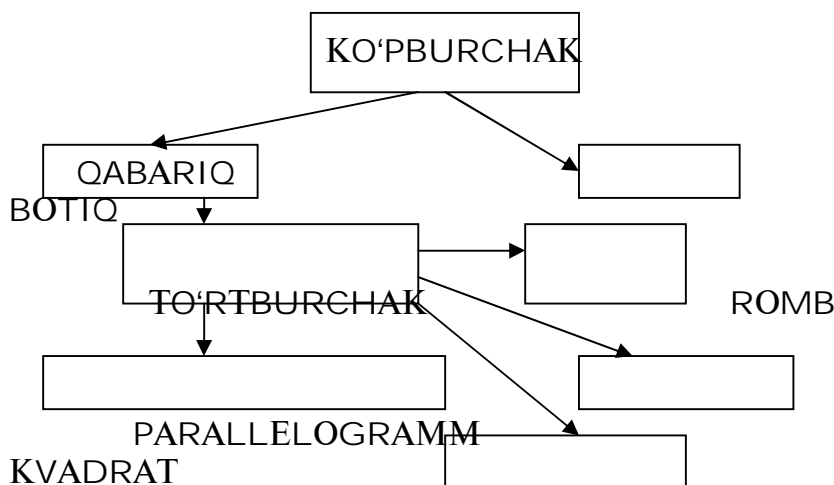 KO‘PBURCHAK
QABARIQ
BOTIQ
TO‘RTBURCHAK ROMB
PARALLELOGRAMM
KVADRAT